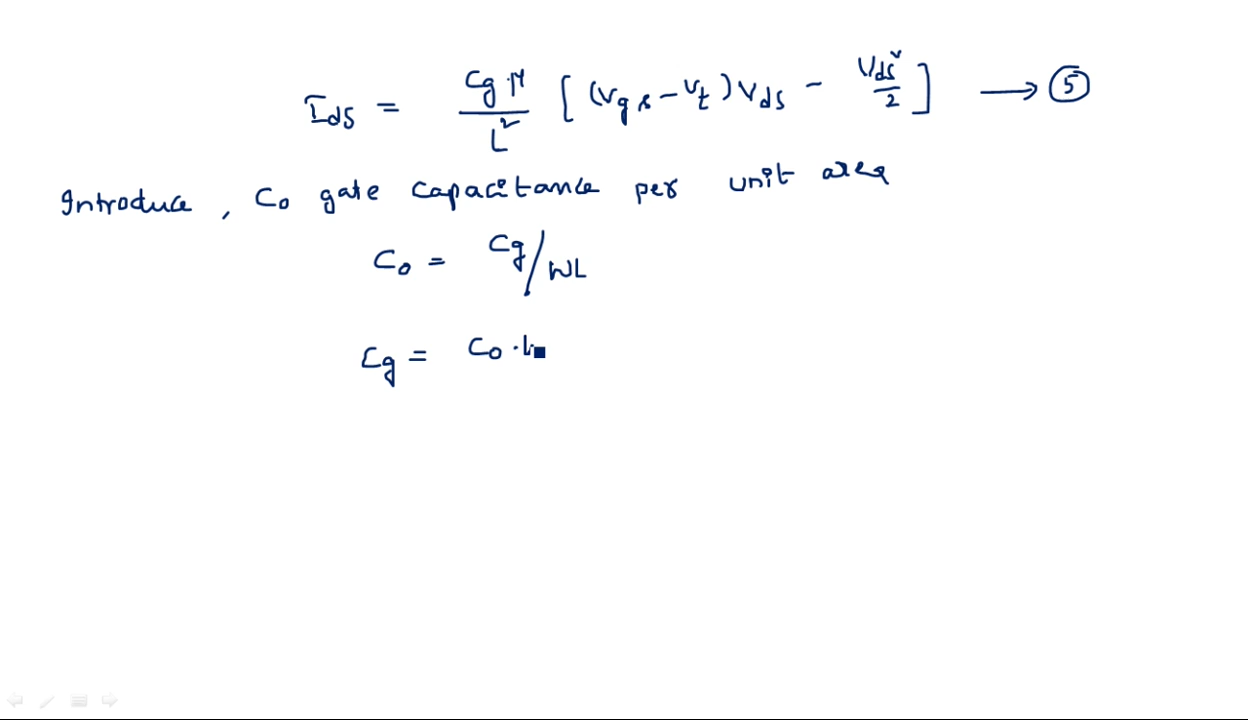 Ids = Cg μ / L² [ (Vgs - Vt) Vds - Vds² / 2 ] → ⑤
Introduce, Co gate capacitance per unit area
Co = Cg/WL
Cg = Co ·